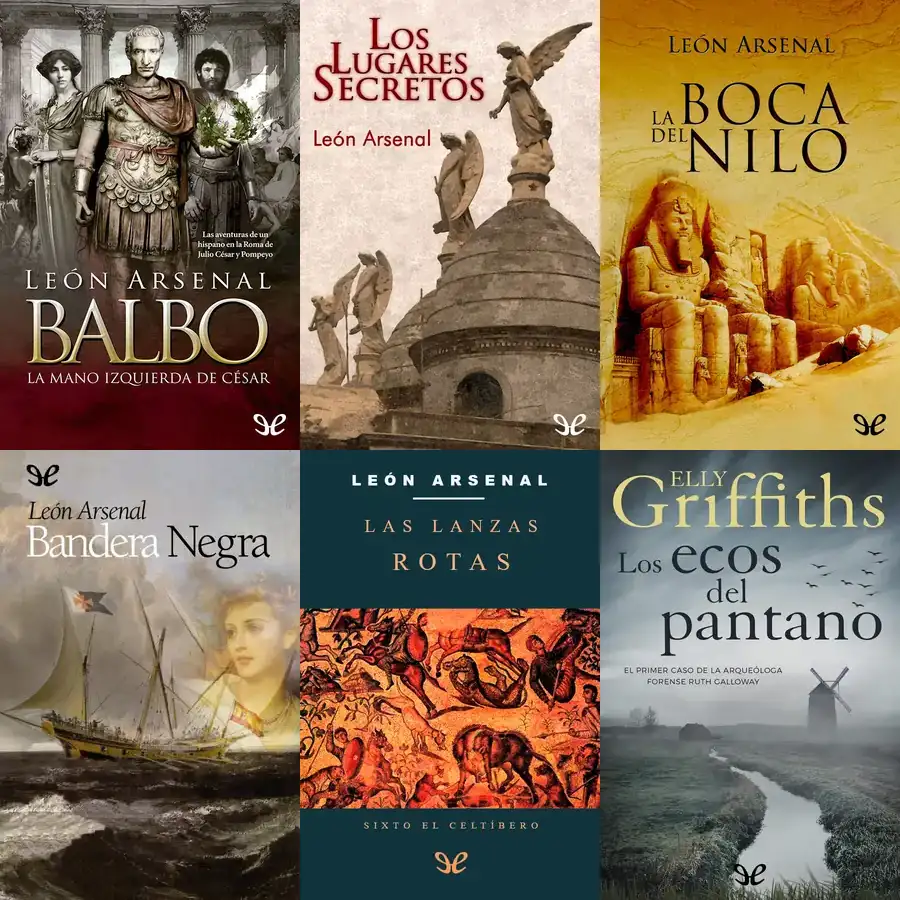 Las aventuras de un
hispano en la Roma de
Julio César y Pompeyo
LEÓN ARSENAL
BALBO
LA MANO IZQUIERDA DE CÉSAR
LOS
LUGARES
SECRETOS
León Arsenal
LEÓN ARSENAL
LA BOCA
DEL NILO
León Arsenal
Bandera Negra
LEÓN ARSENAL
LAS LANZAS
ROTAS
SIXTO EL CELTÍBERO
ELLY
Griffiths
Los ecos
del
pantano
EL PRIMER CASO DE LA ARQUEÓLOGA
FORENSE RUTH GALLOWAY